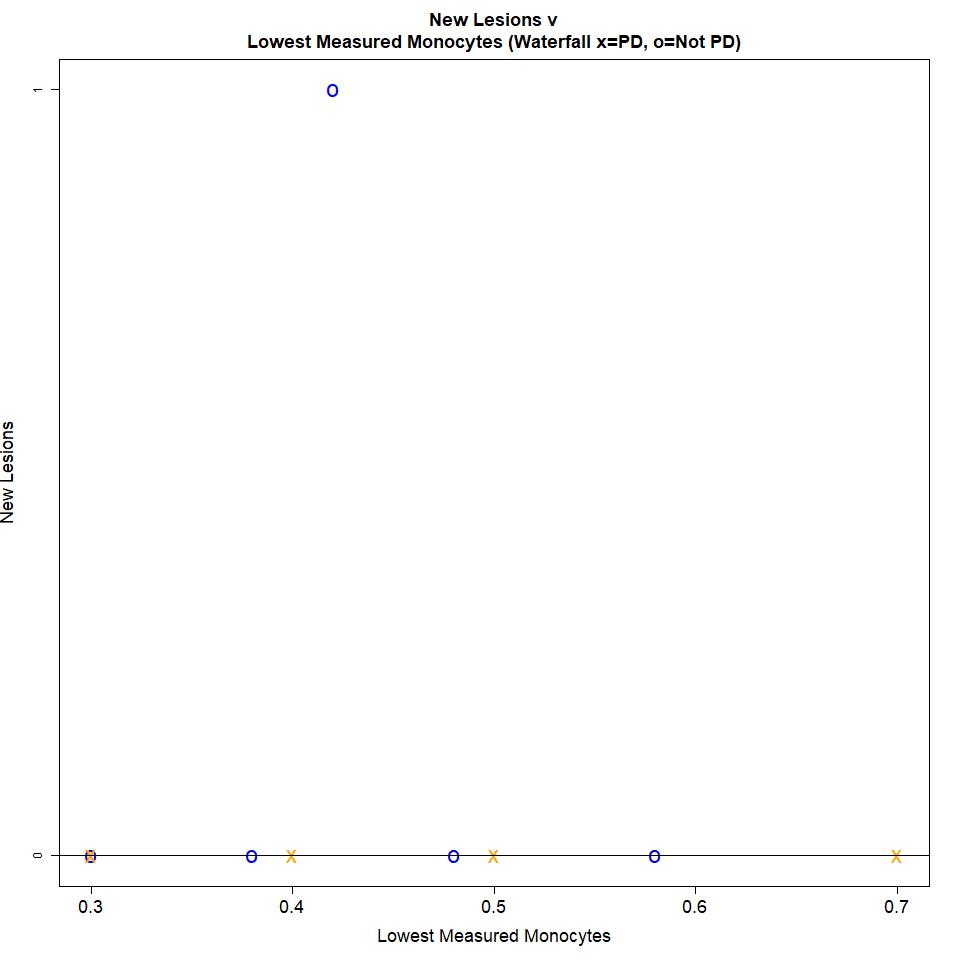 New Lesions v
Lowest Measured Monocytes (Waterfall x=PD, o=Not PD)
New Lesions
1
0
o
x o o x o x o x
0.3 0.4 0.5 0.6 0.7
Lowest Measured Monocytes